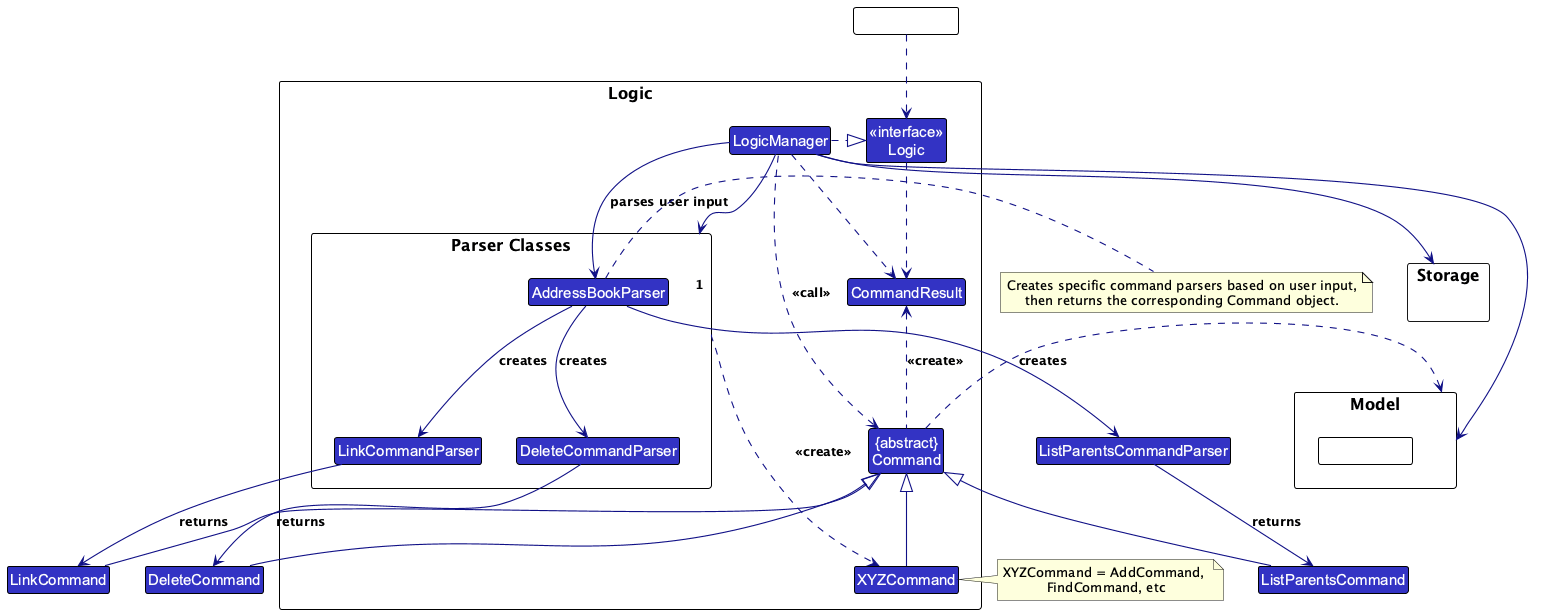 Logic
LogicManager
«interface»
Logic
parses user input
Parser Classes
AddressBookParser
1
«call»
CommandResult
Creates specific command parsers based on user input,
then returns the corresponding Command object.
Storage
creates
creates
«create»
creates
Model
LinkCommandParser
DeleteCommandParser
«create»
{abstract}
Command
ListParentsCommandParser
returns
returns
returns
LinkCommand
DeleteCommand
XYZCommand
XYZCommand = AddCommand,
FindCommand, etc
ListParentsCommand